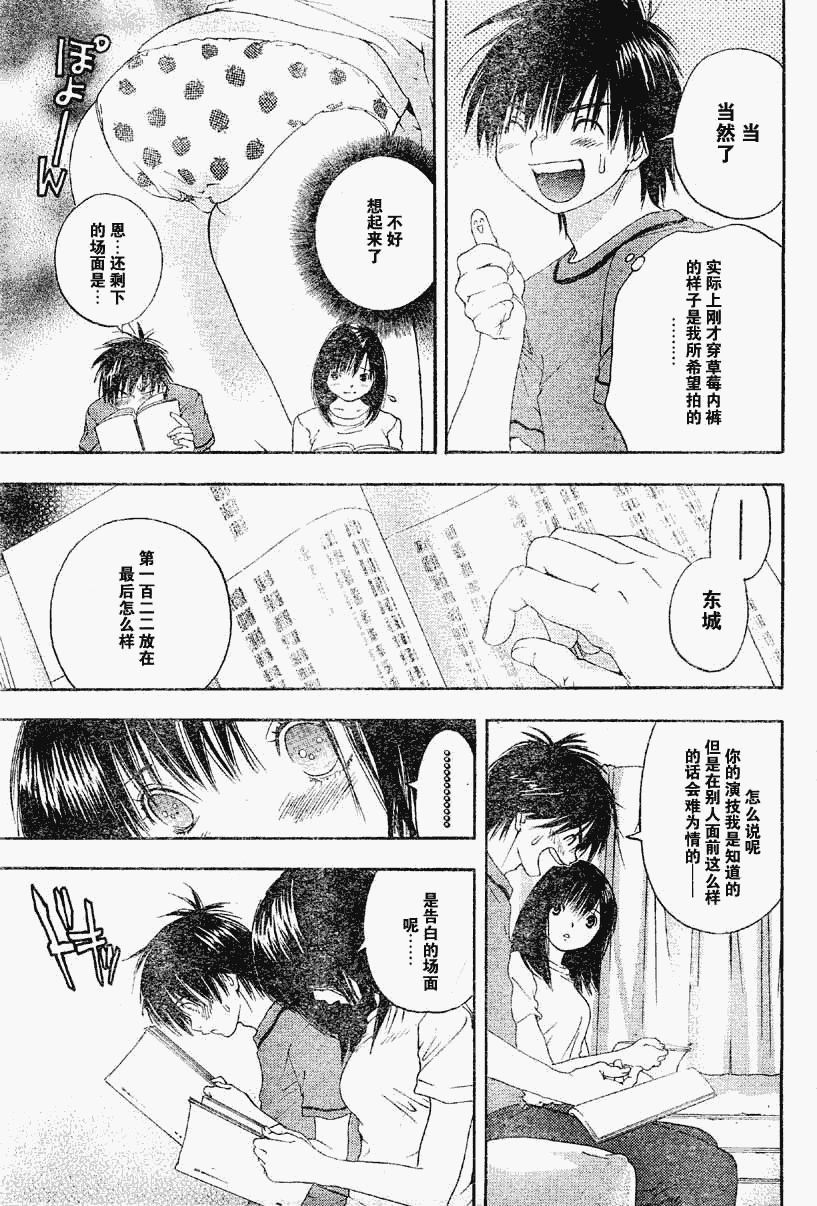 当
当然了
实际上刚才穿草莓内裤
的样子是我所希望拍的
………
不好
想起来了
ぽよーw
恩…还剩下
的场面是…
——
东城
第一百二二放在
最后怎么样
怎么说呢
你的演技我是知道的
但是在别人面前这么样
的话会难为情的——
…………
是告白的场面
呢……
ドキッ